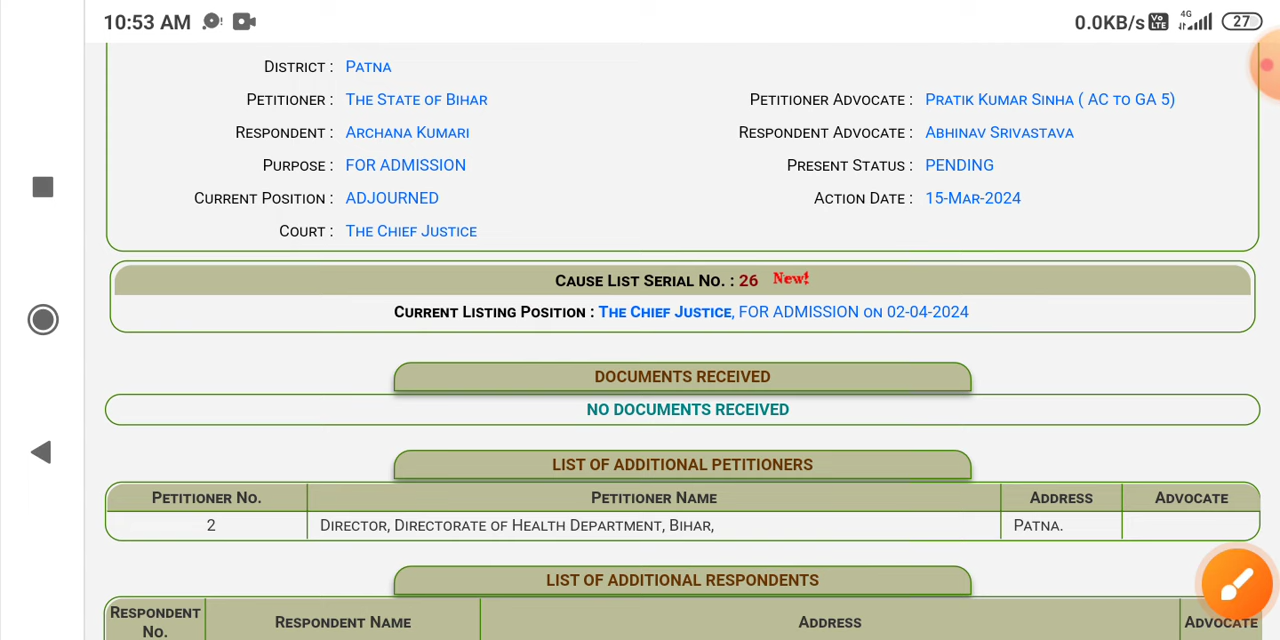 10:53 AM 0.0KB/s Vo LTE 4G 27
DISTRICT : PATNA
PETITIONER : THE STATE OF BIHAR PETITIONER ADVOCATE : PRATIK KUMAR SINHA ( AC TO GA 5)
RESPONDENT : ARCHANA KUMARI RESPONDENT ADVOCATE : ABHINAV SRIVASTAVA
PURPOSE : FOR ADMISSION PRESENT STATUS : PENDING
CURRENT POSITION : ADJOURNED ACTION DATE : 15-MAR-2024
COURT : THE CHIEF JUSTICE
CAUSE LIST SERIAL NO. : 26 New!
CURRENT LISTING POSITION : THE CHIEF JUSTICE, FOR ADMISSION ON 02-04-2024
DOCUMENTS RECEIVED
NO DOCUMENTS RECEIVED
LIST OF ADDITIONAL PETITIONERS
PETITIONER NO. PETITIONER NAME ADDRESS ADVOCATE
2 DIRECTOR, DIRECTORATE OF HEALTH DEPARTMENT, BIHAR, PATNA.
LIST OF ADDITIONAL RESPONDENTS
RESPONDENT NO. RESPONDENT NAME ADDRESS ADVOCATE